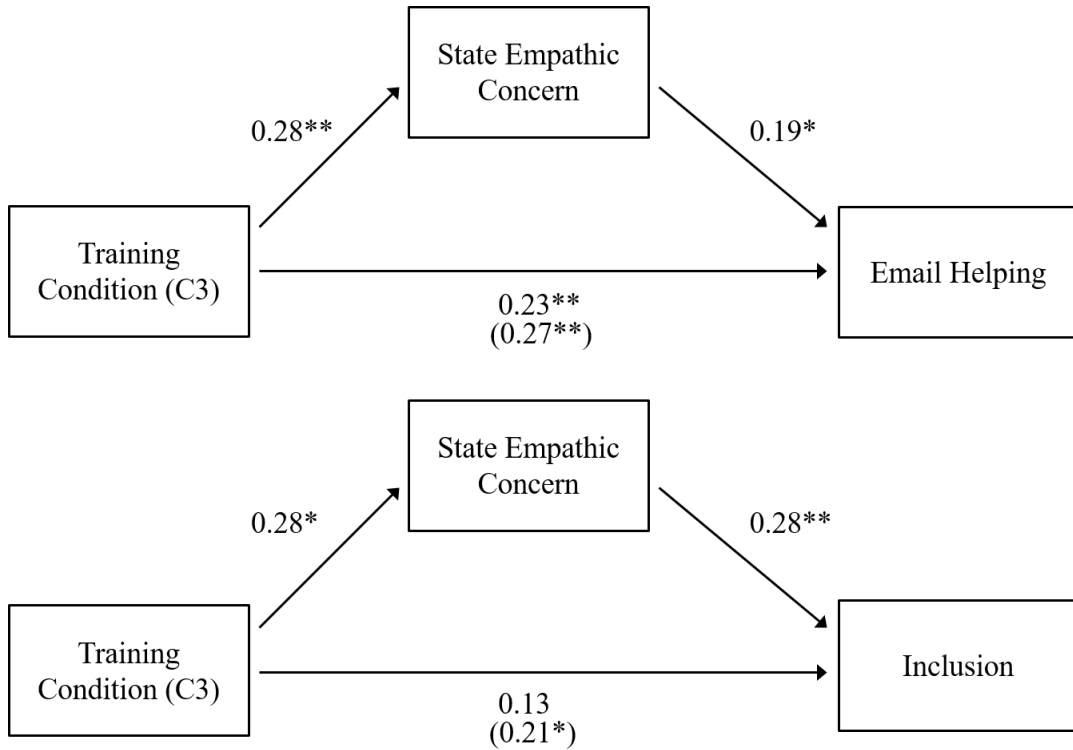 State Empathic
Concern
0.28**
0.19*
Training
Condition (C3)
Email Helping
0.23**
(0.27**)
State Empathic
Concern
0.28*
0.28**
Training
Condition (C3)
Inclusion
0.13
(0.21*)